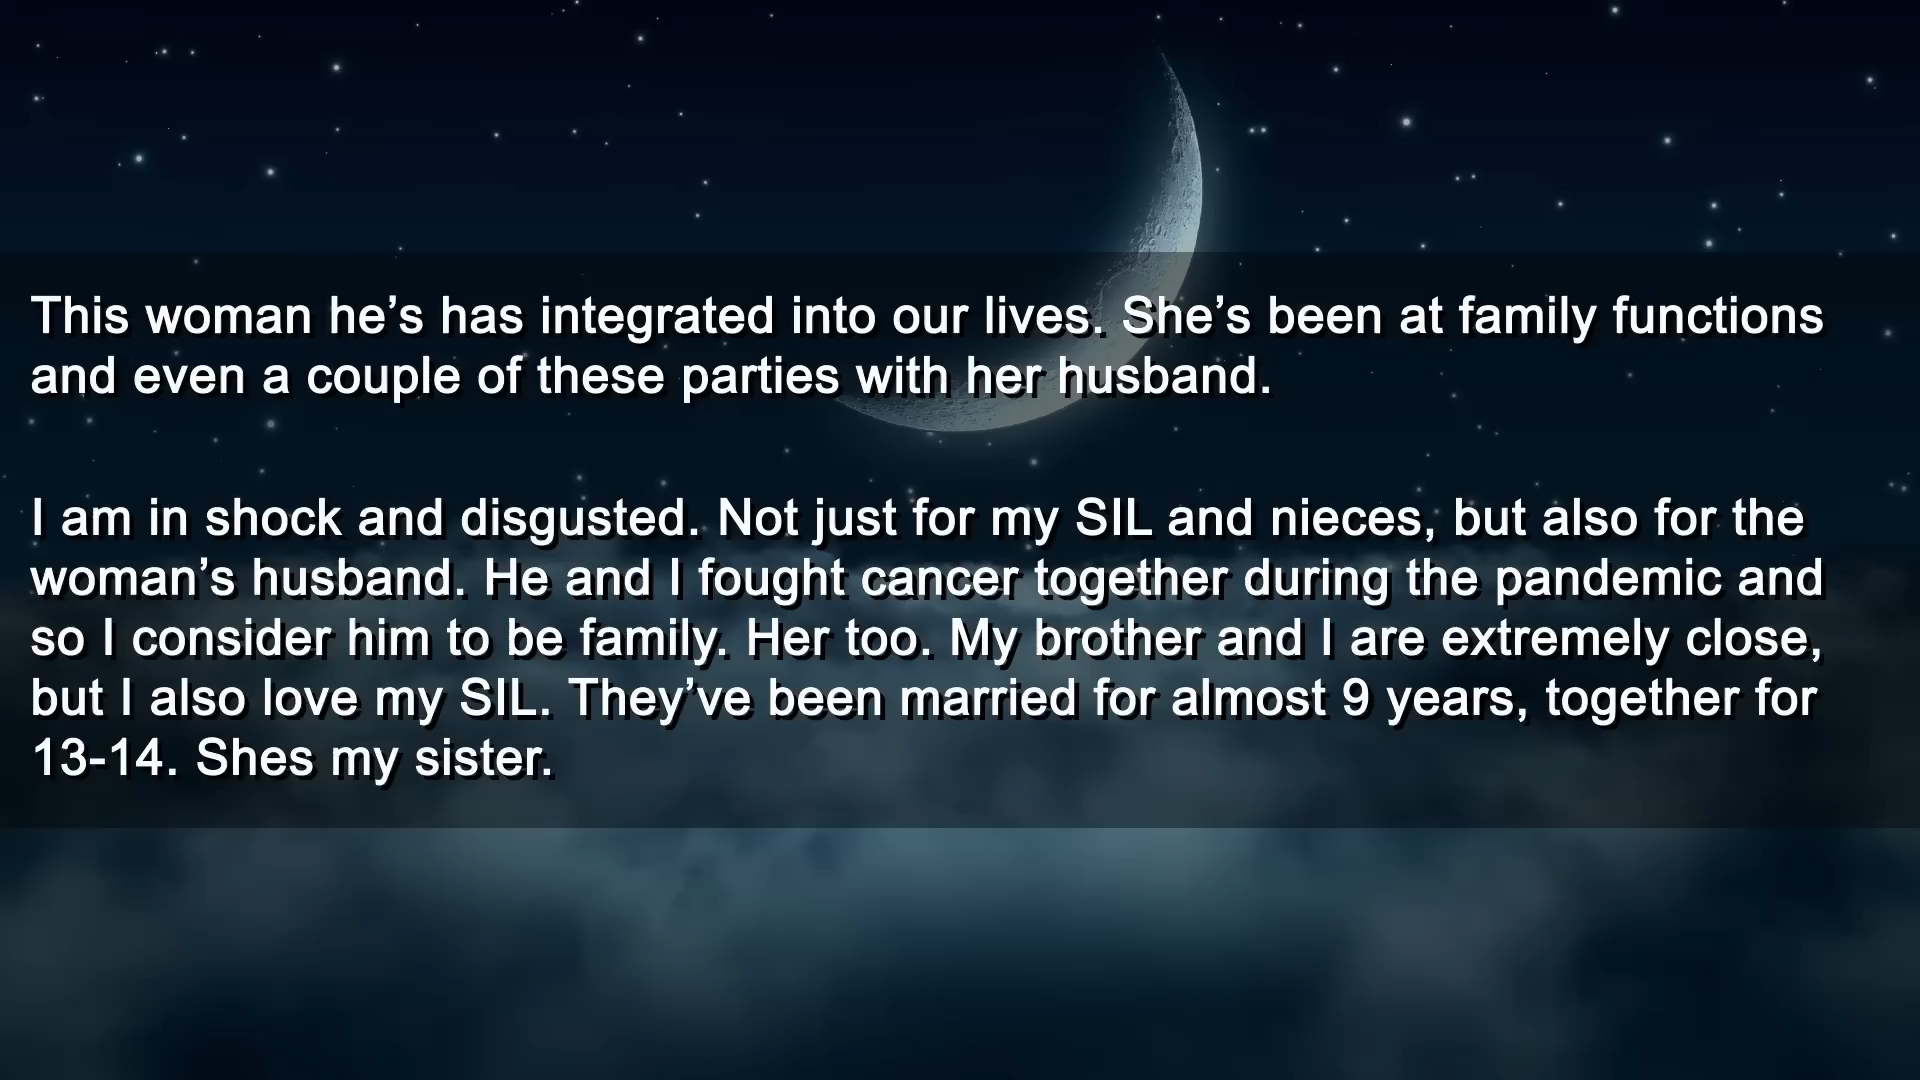 This woman he’s has integrated into our lives. She’s been at family functions
and even a couple of these parties with her husband.
I am in shock and disgusted. Not just for my SIL and nieces, but also for the
woman’s husband. He and I fought cancer together during the pandemic and
so I consider him to be family. Her too. My brother and I are extremely close,
but I also love my SIL. They’ve been married for almost 9 years, together for
13-14. Shes my sister.